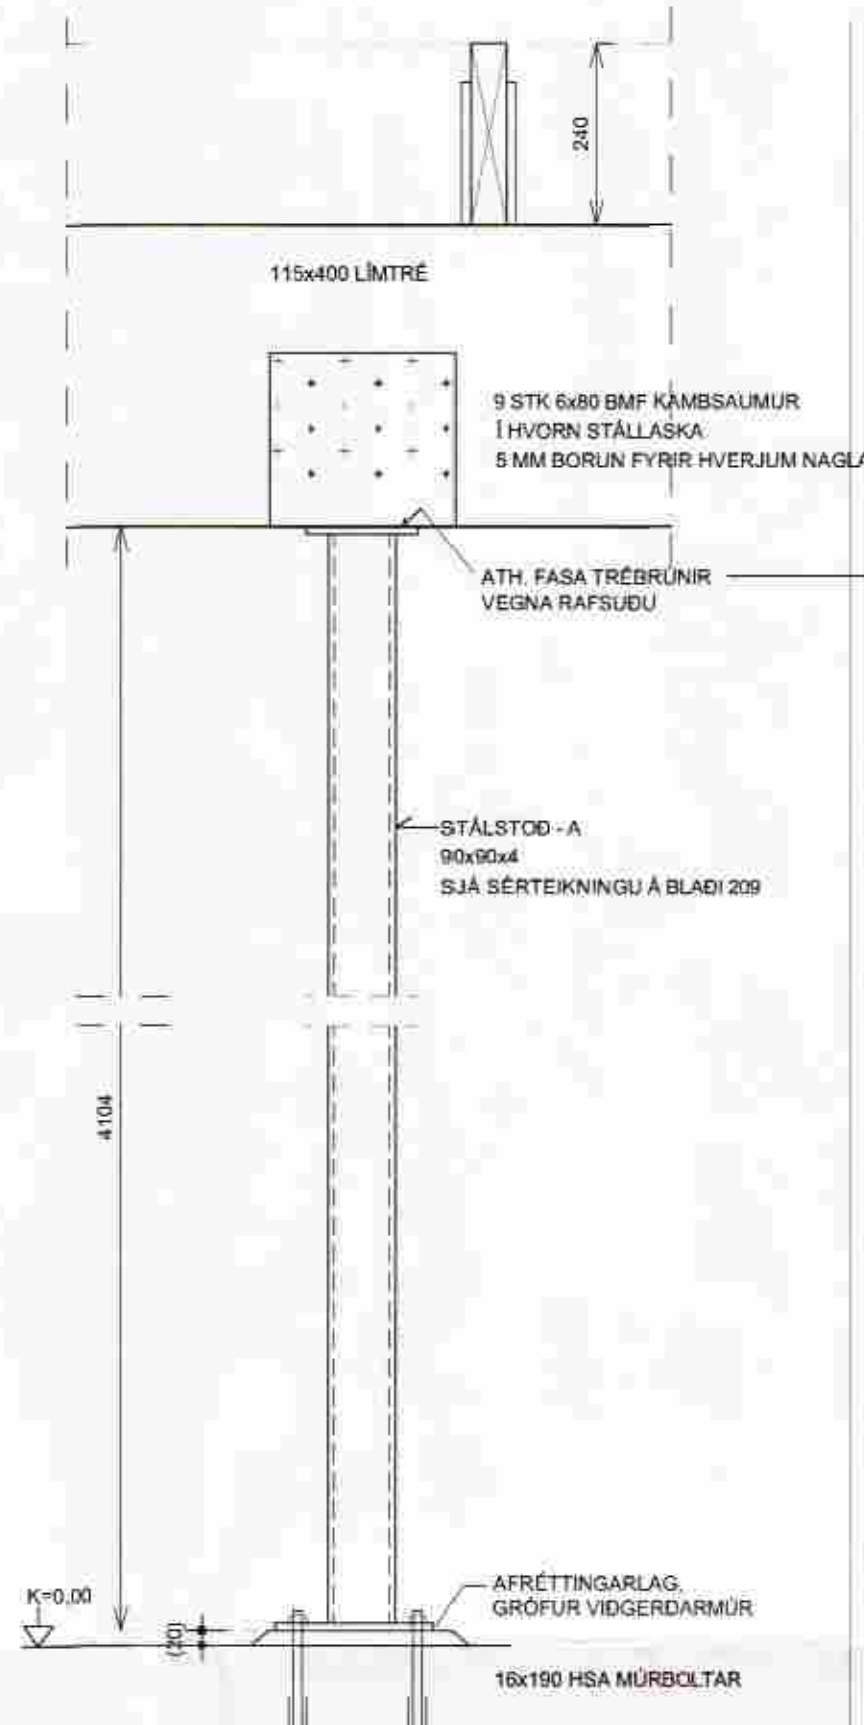 240
115x400 LÍMTRÉ
9 STK 6x80 BMF KAMBSAUMUR
Í HVORN STÁLLASKA
5 MM BORUN FYRIR HVERJUM NAGLA
ATH. FASA TRÉBRÚNIR
VEGNA RAFSUÐU
STÁLSTOÐ - A
90x90x4
SJÁ SÉRTEIKNINGU Á BLAÐI 209
4104
AFRÉTTINGARLAG,
GRÓFUR VIÐGERÐARMÚR
K=0,00
(20)
16x190 HSA MÚRBOLTAR